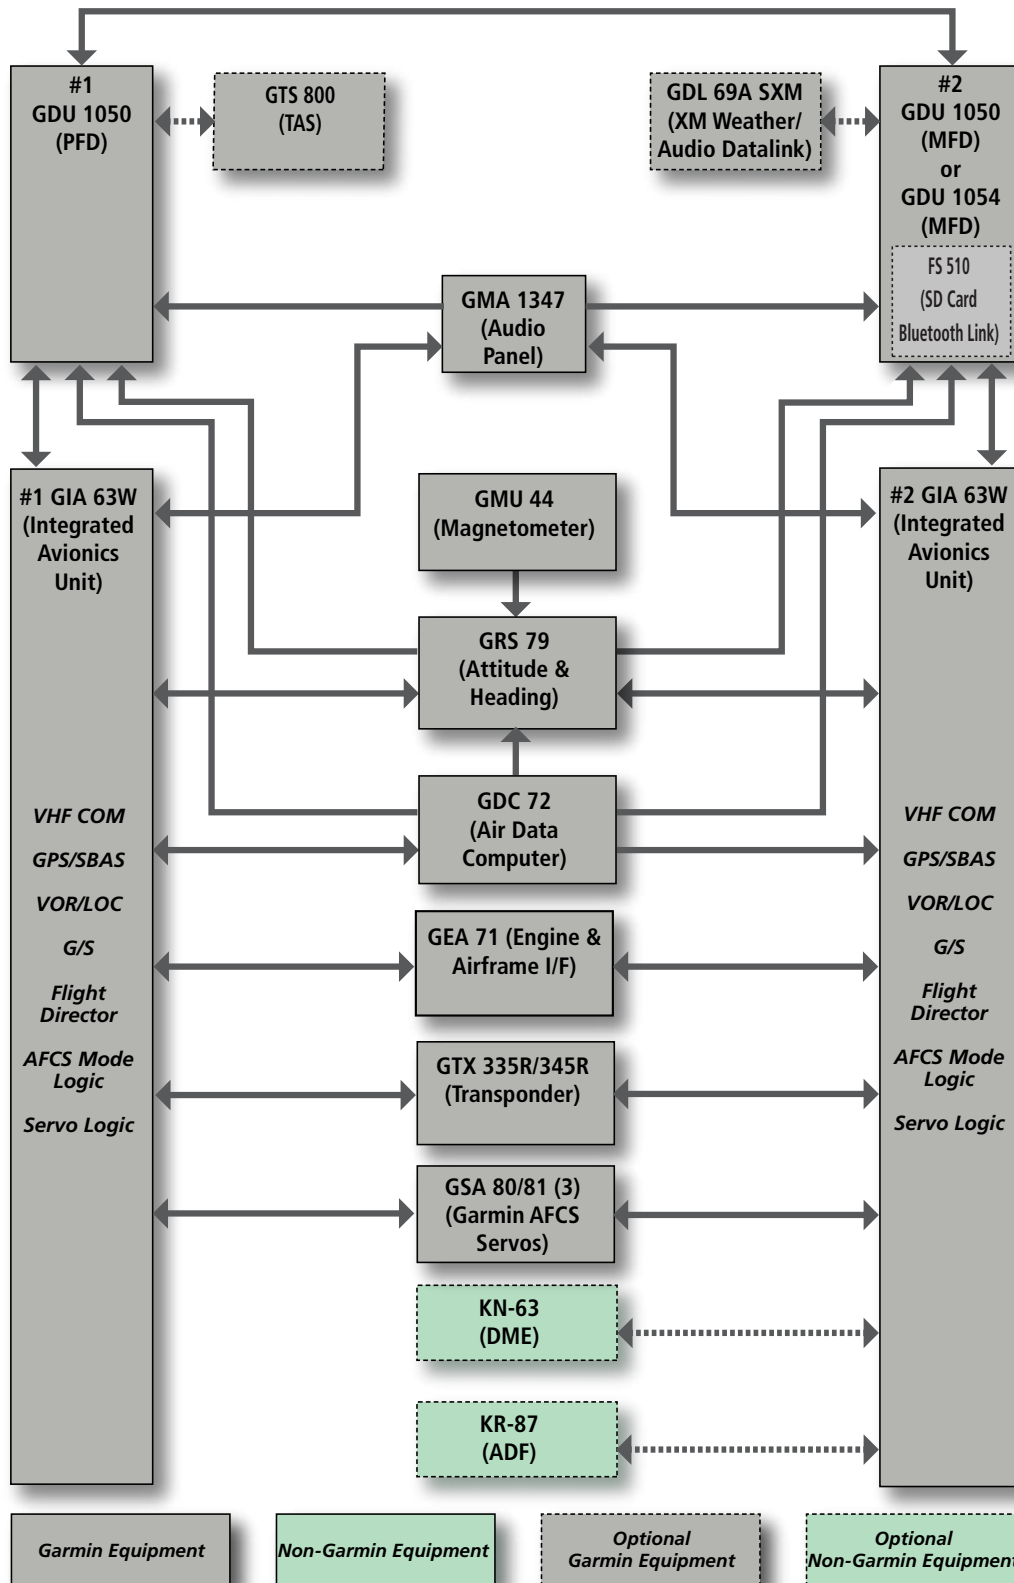 #1
GDU 1050
(PFD)
GTS 800
(TAS)
GDL 69A SXM
(XM Weather/
Audio Datalink)
#2
GDU 1050
(MFD)
or
GDU 1054
(MFD)
FS 510
(SD Card
Bluetooth Link)
GMA 1347
(Audio
Panel)
#1 GIA 63W
(Integrated
Avionics
Unit)
GMU 44
(Magnetometer)
#2 GIA 63W
(Integrated
Avionics
Unit)
GRS 79
(Attitude &
Heading)
GDC 72
(Air Data
Computer)
VHF COM
GPS/SBAS
VOR/LOC
G/S
Flight
Director
AFCS Mode
Logic
Servo Logic
VHF COM
GPS/SBAS
VOR/LOC
G/S
Flight
Director
AFCS Mode
Logic
Servo Logic
GEA 71 (Engine &
Airframe I/F)
GTX 335R/345R
(Transponder)
GSA 80/81 (3)
(Garmin AFCS
Servos)
KN-63
(DME)
KR-87
(ADF)
Garmin Equipment
Non-Garmin Equipment
Optional
Garmin Equipment
Optional
Non-Garmin Equipment